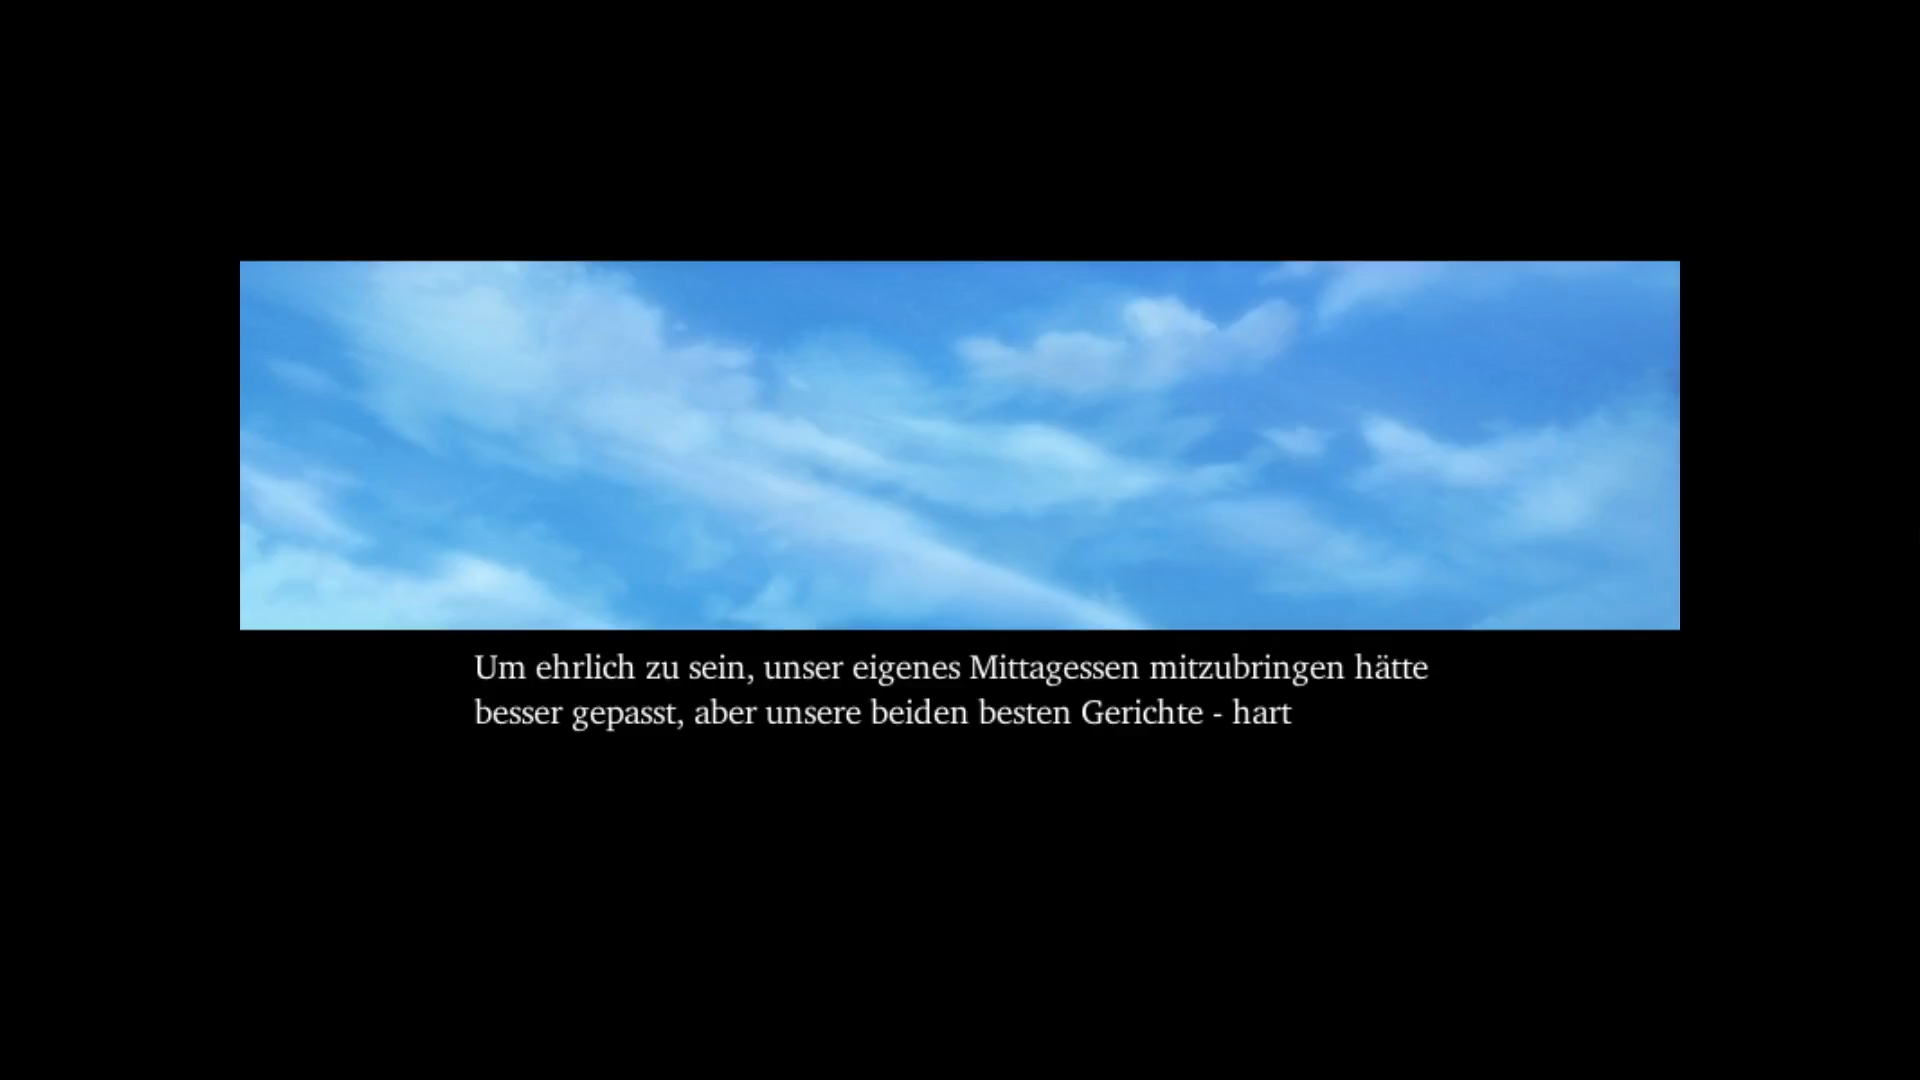 Um ehrlich zu sein, unser eigenes Mittagessen mitzubringen hätte
besser gepasst, aber unsere beiden besten Gerichte - hart